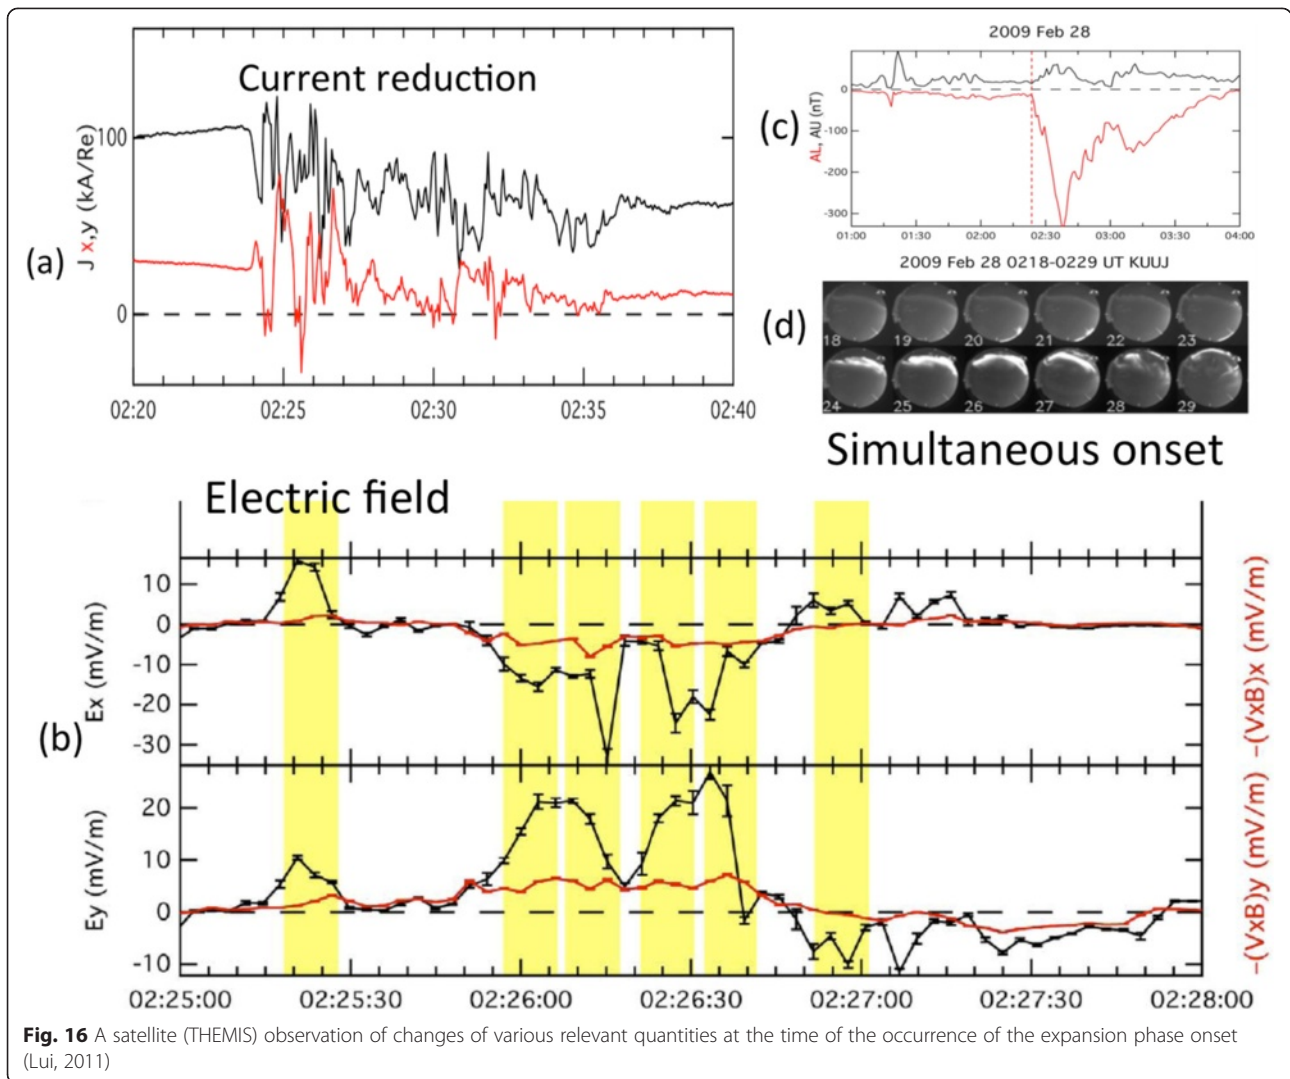 Current reduction
(a)
J x,y (kA/Re)
100
0
02:20 02:25 02:30 02:35 02:40
2009 Feb 28
(c)
AL, AU (nT)
0
-100
-200
-300
01:00 01:30 02:00 02:30 03:00 03:30 04:00
2009 Feb 28 0218-0229 UT KUUJ
(d)
18 19 20 21 22 23
24 25 26 27 28 29
Simultaneous onset
Electric field
(b)
Ex (mV/m)
10
0
-10
-20
-30
-(VxB)x (mV/m)
Ey (mV/m)
20
10
0
-10
-(VxB)y (mV/m)
02:25:00 02:25:30 02:26:00 02:26:30 02:27:00 02:27:30 02:28:00
Fig. 16 A satellite (THEMIS) observation of changes of various relevant quantities at the time of the occurrence of the expansion phase onset
(Lui, 2011)